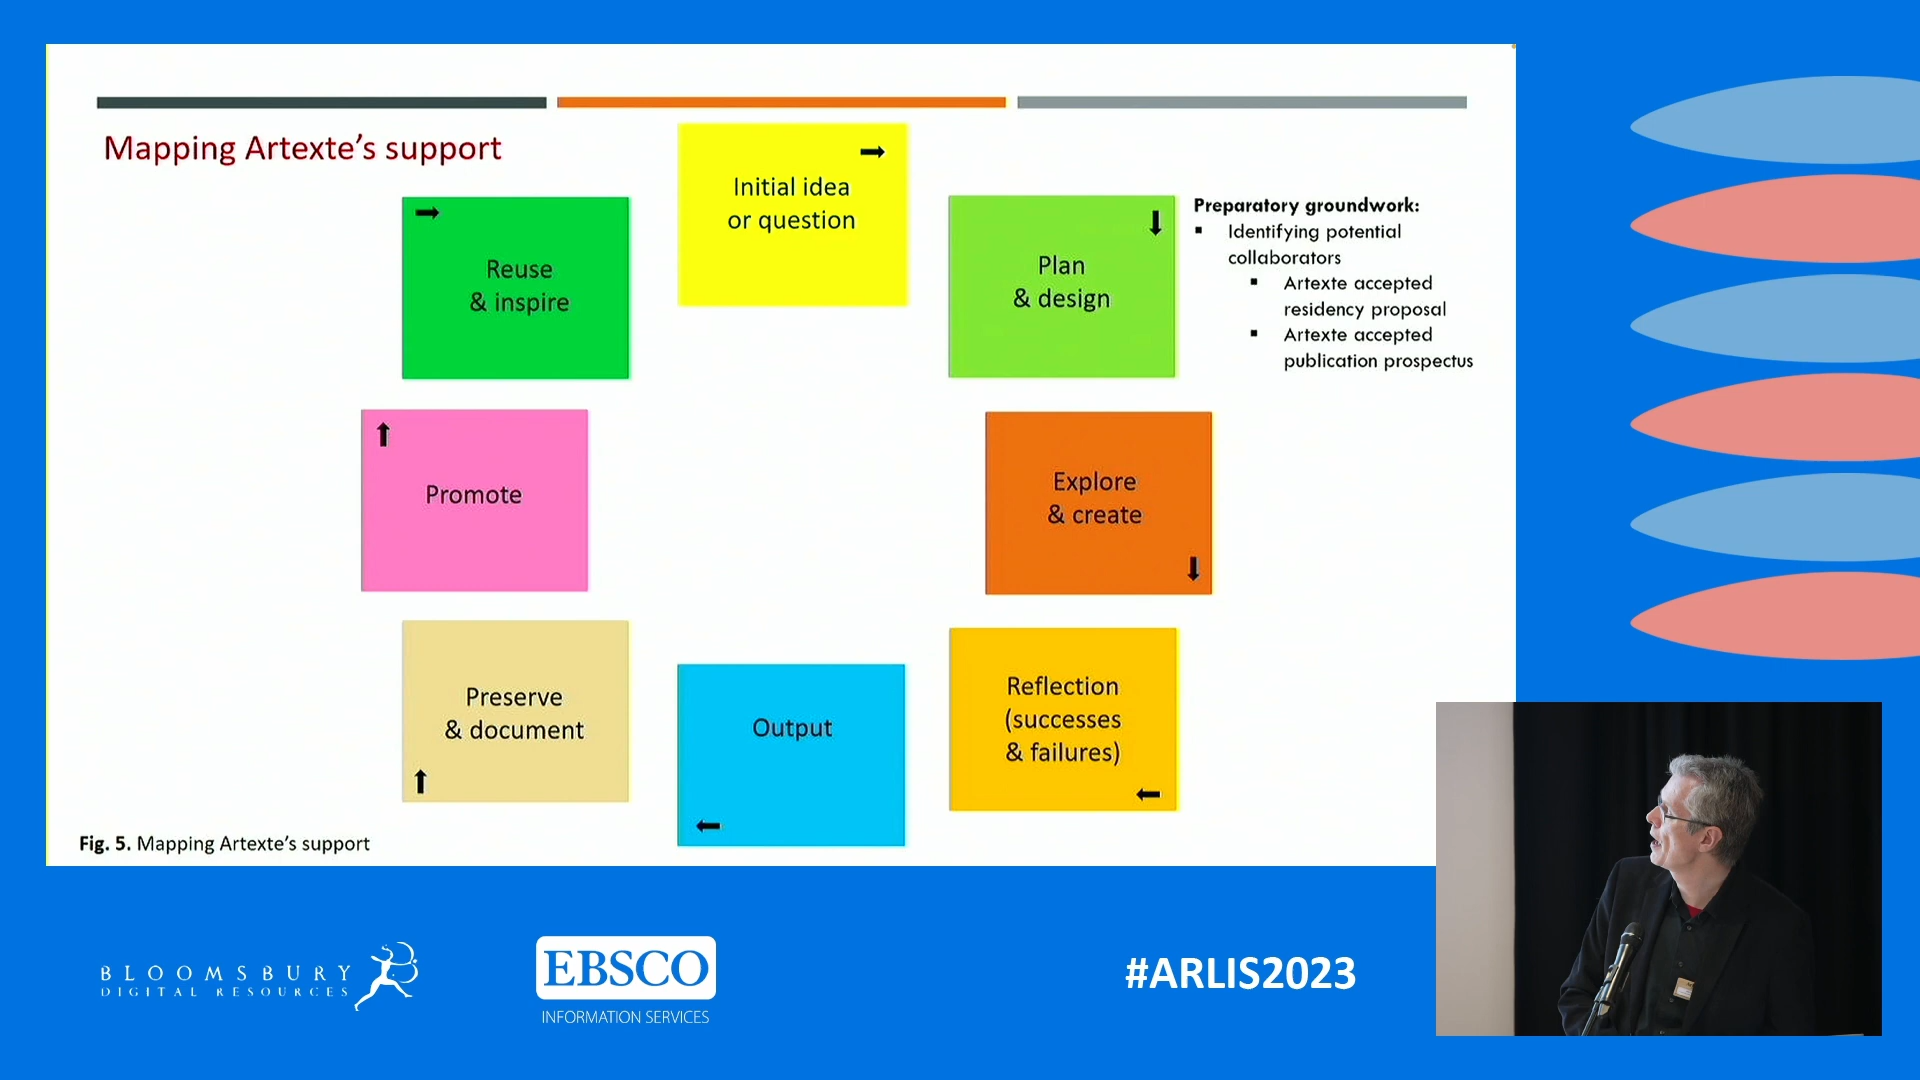 Mapping Artexte's support
Initial idea
or question
Plan
& design
Preparatory groundwork:
▪ Identifying potential
collaborators
▪ Artexte accepted
residency proposal
▪ Artexte accepted
publication prospectus
Explore
& create
Reflection
(successes
& failures)
Output
Preserve
& document
Promote
Reuse
& inspire
Fig. 5. Mapping Artexte's support
BLOOMSBURY
DIGITAL RESOURCES
EBSCO
INFORMATION SERVICES
#ARLIS2023